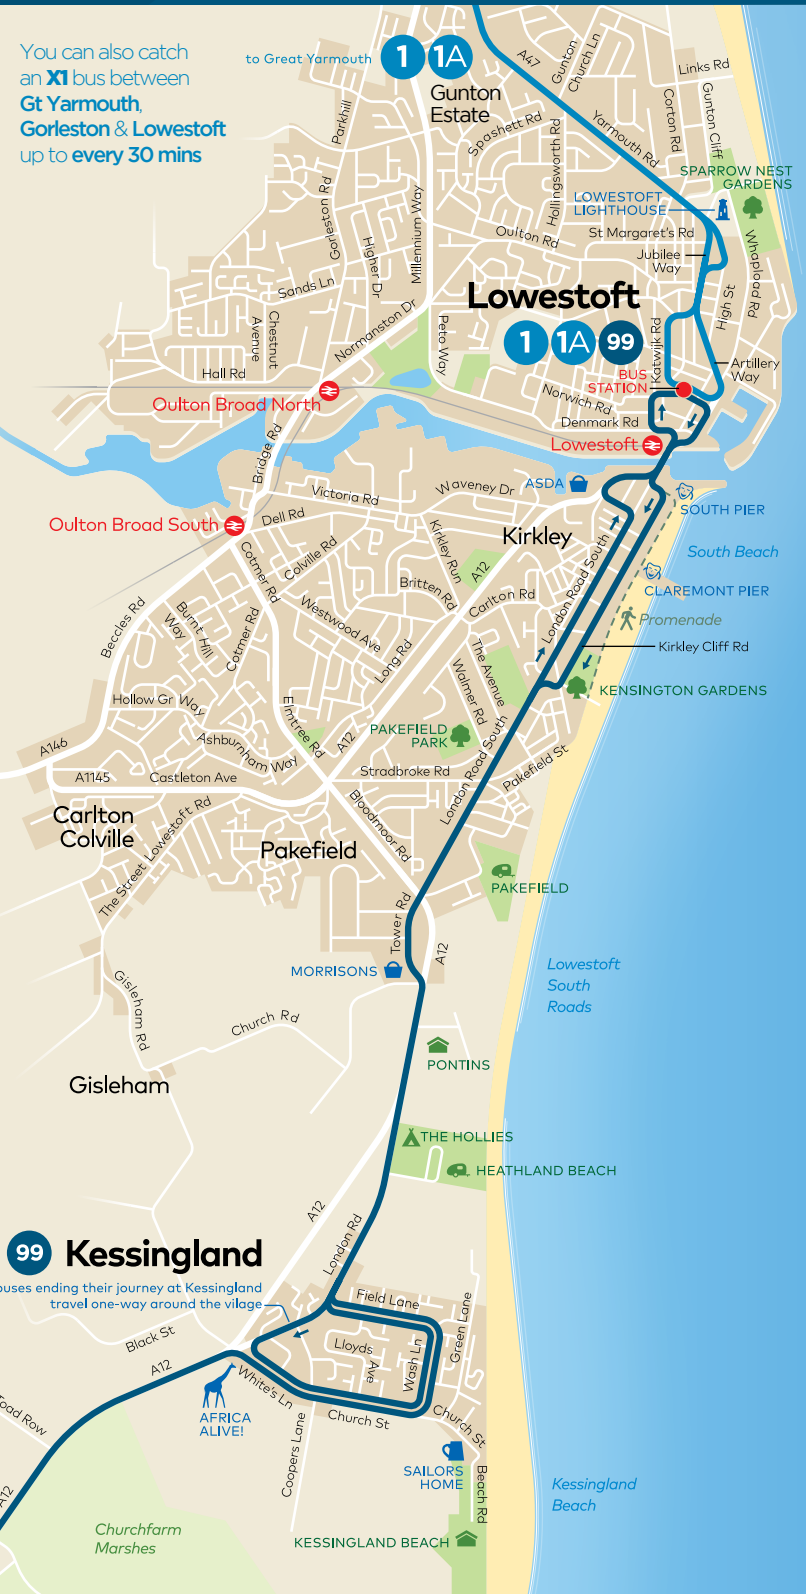 You can also catch
an X1 bus between
Gt Yarmouth,
Gorleston & Lowestoft
up to every 30 mins
to Great Yarmouth
1
1A
Gunton
Estate
A47
Gunton
Church Ln
Links Rd
Parkhill
Spashett Rd
Hollingsworth Rd
Yarmouth Rd
Corton Rd
Gunton Cliff
SPARROW NEST
GARDENS
LOWESTOFT
LIGHTHOUSE
Gorleston Rd
Higher Dr
Millennium Way
Oulton Rd
St Margaret's Rd
Jubilee
Way
Whapload Rd
High St
Sands Ln
Lowestoft
1
1A
99
Chestnut
Avenue
Normanston Dr
Peto Way
Katwijk Rd
Hall Rd
BUS
STATION
Artillery
Way
Oulton Broad North
Norwich Rd
Denmark Rd
Lowestoft
Bridge Rd
Victoria Rd
Waveney Dr
ASDA
SOUTH PIER
Oulton Broad South
Dell Rd
Kirkley
South Beach
Cotmer Rd
Colville Rd
Kirkley Run
A12
London Road South
CLAREMONT PIER
Britten Rd
Carlton Rd
Promenade
Beccles Rd
Burnt Hill
Way
Cotmer Rd
Westwood Ave
Long Rd
The Avenue
Walmer Rd
Kirkley Cliff Rd
KENSINGTON GARDENS
Hollow Gr Way
Elmtree Rd
A12
PAKEFIELD
PARK
A146
Ashburnham Way
London Road South
Pakefield St
A1145
Castleton Ave
Stradbroke Rd
Carlton
Colville
The Street
Lowestoft Rd
Bloodmoor Rd
Pakefield
PAKEFIELD
Tower Rd
A12
MORRISONS
Lowestoft
South
Roads
Gisleham Rd
Church Rd
PONTINS
Gisleham
THE HOLLIES
HEATHLAND BEACH
A12
London Rd
99
Kessingland
buses ending their journey at Kessingland
travel one-way around the vilage
Field Lane
Green Lane
Black St
Lloyds
Ave
Wash Ln
A12
White's Ln
AFRICA
ALIVE!
Church St
Church St
Coopers Lane
SAILORS
HOME
Beach Rd
Kessingland
Beach
A12
Churchfarm
Marshes
KESSINGLAND BEACH